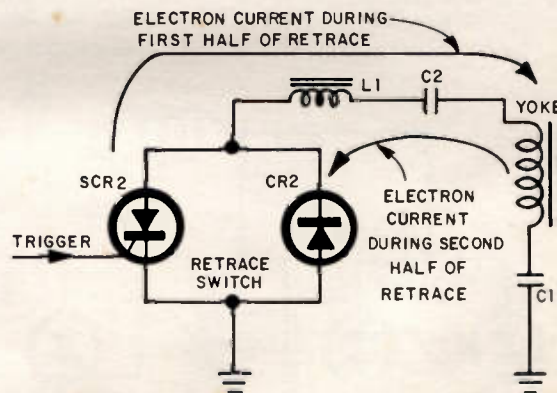 ELECTRON CURRENT DURING
FIRST HALF OF RETRACE
L1
C2
YOKE
SCR2
CR2
ELECTRON
CURRENT
DURING SECOND
HALF OF
RETRACE
TRIGGER
RETRACE
SWITCH
C1